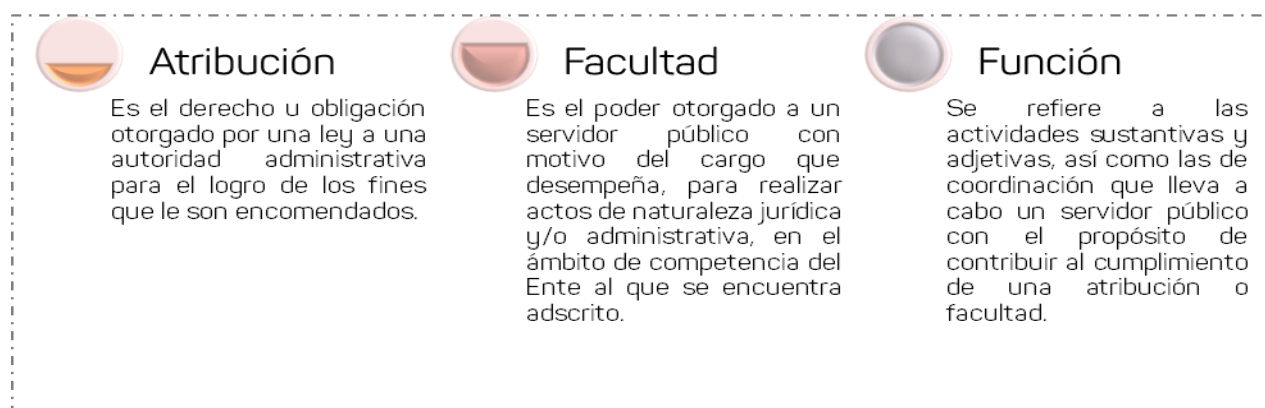 Atribución
Es el derecho u obligación
otorgado por una ley a una
autoridad administrativa
para el logro de los fines
que le son encomendados.
Facultad
Es el poder otorgado a un
servidor público con
motivo del cargo que
desempeña, para realizar
actos de naturaleza jurídica
y/o administrativa, en el
ámbito de competencia del
Ente al que se encuentra
adscrito.
Función
Se refiere a las
actividades sustantivas y
adjetivas, así como las de
coordinación que lleva a
cabo un servidor público
con el propósito de
contribuir al cumplimiento
de una atribución o
facultad.